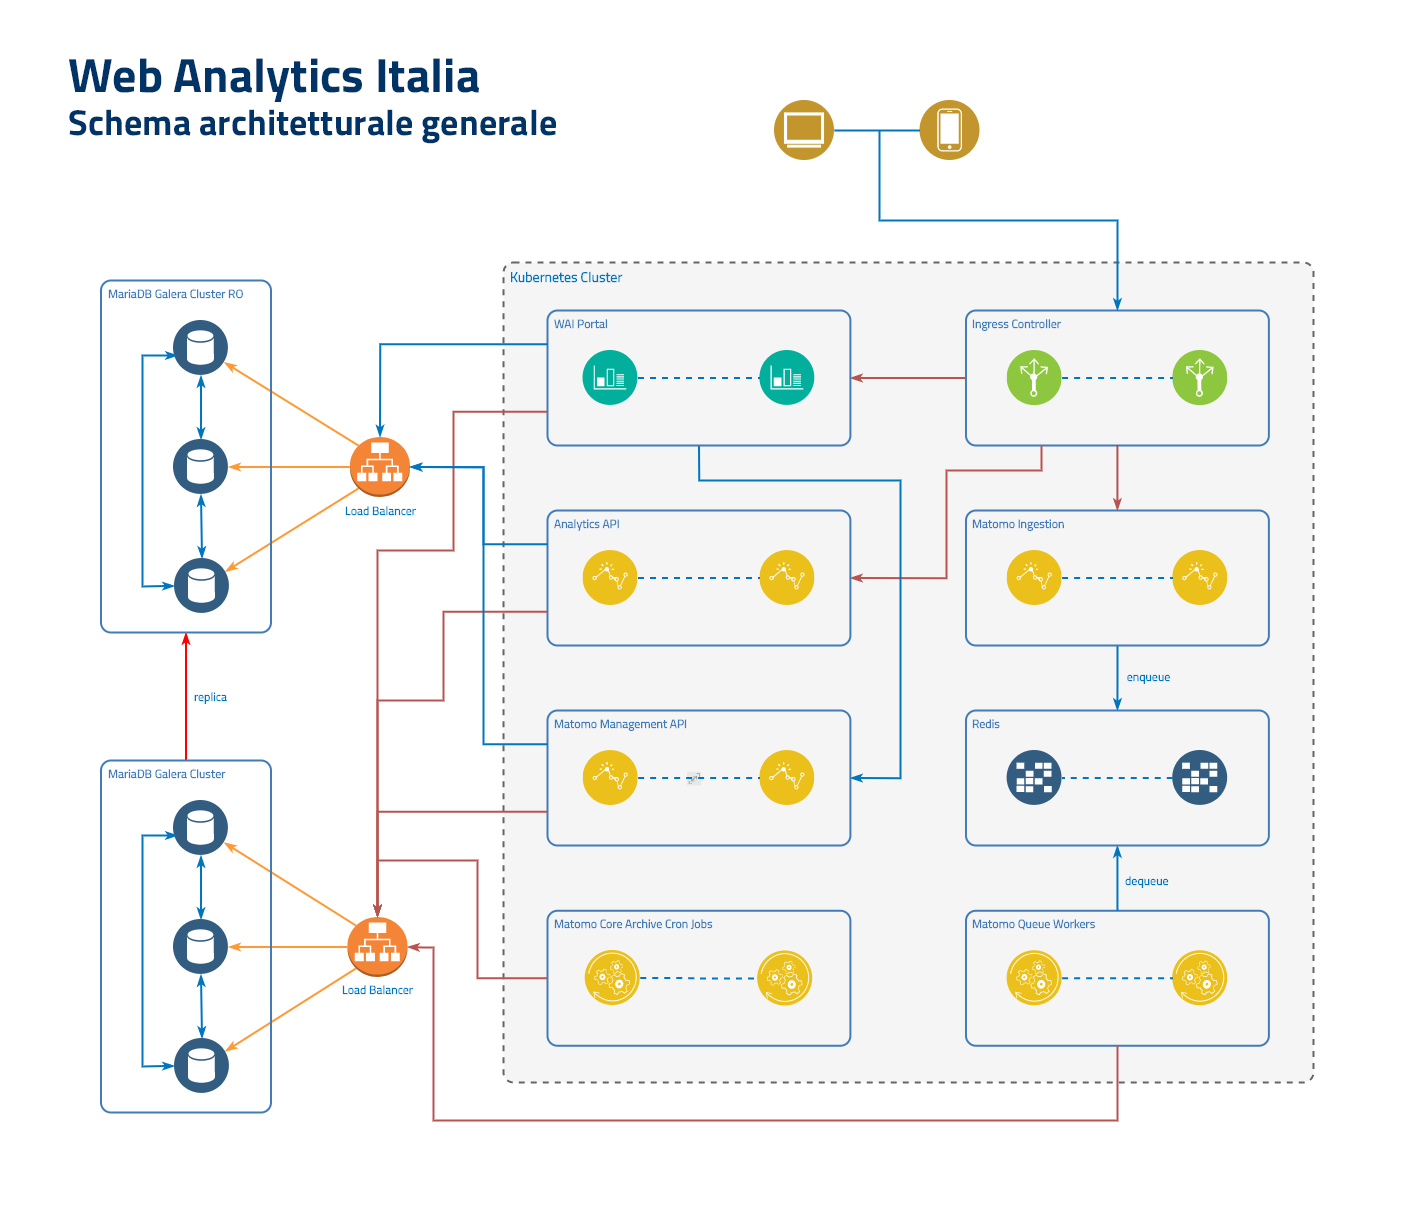 Web Analytics Italia
Schema architetturale generale
Kubernetes Cluster
MariaDB Galera Cluster RO
WAI Portal
Ingress Controller
Load Balancer
Analytics API
Matomo Ingestion
enqueue
replica
Matomo Management API
Redis
MariaDB Galera Cluster
dequeue
Matomo Core Archive Cron Jobs
Matomo Queue Workers
Load Balancer